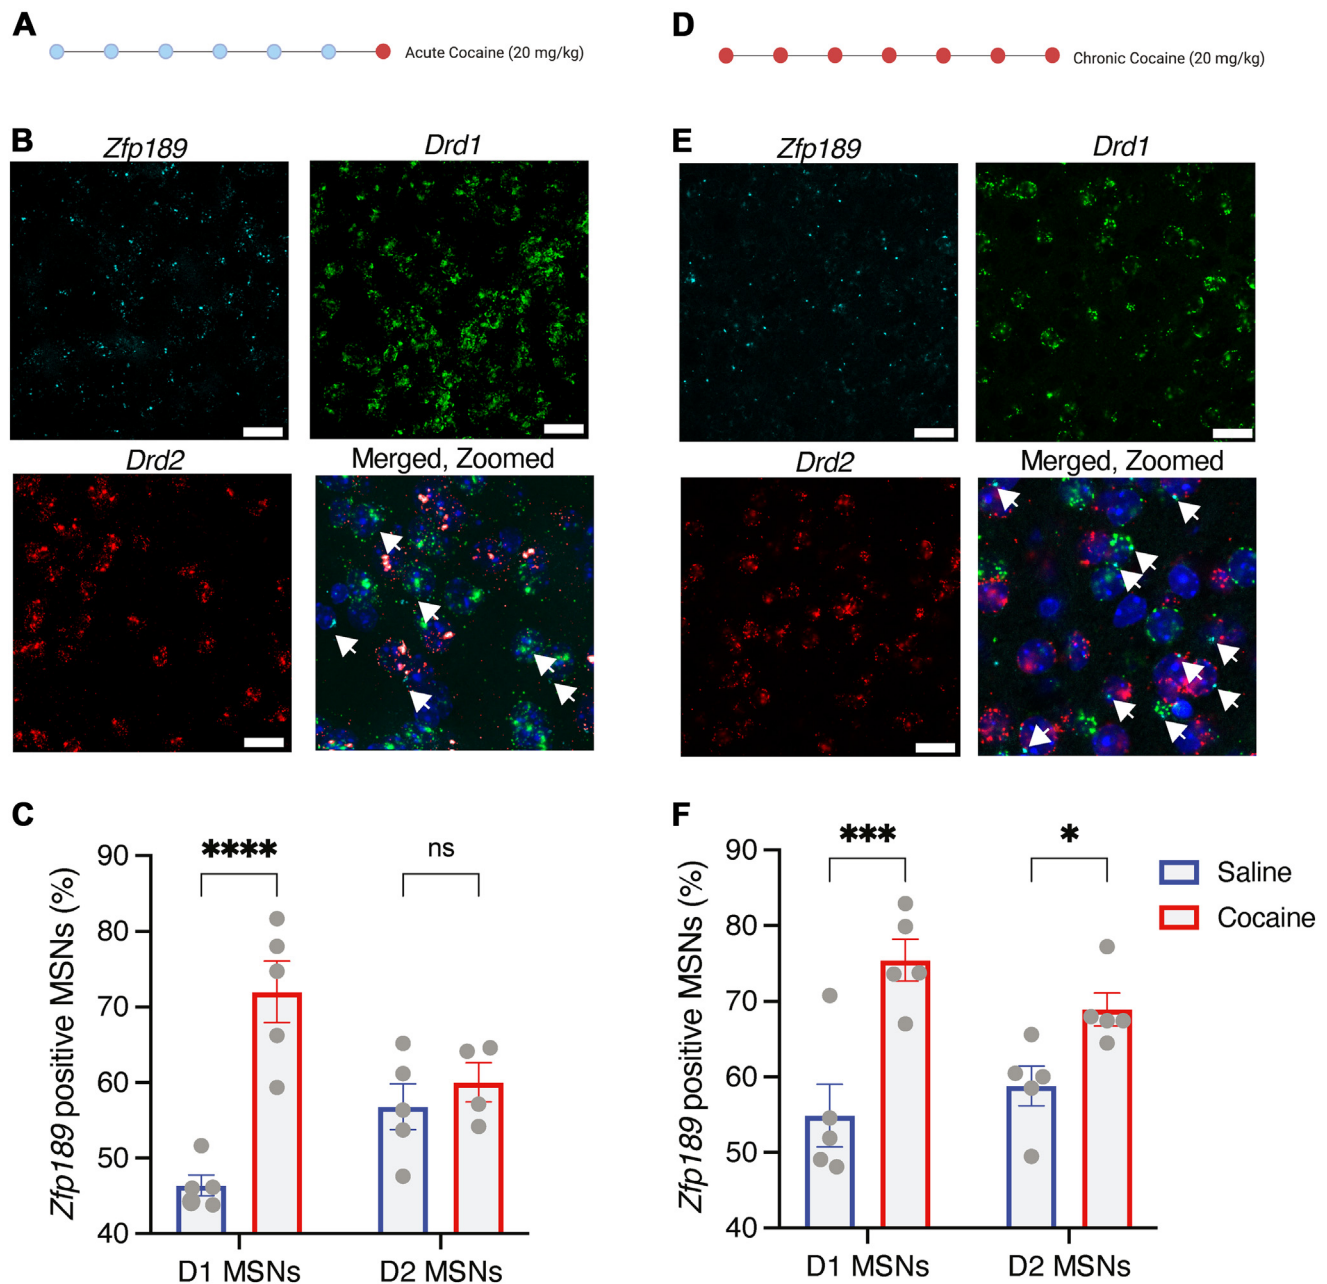 A
Acute Cocaine (20 mg/kg)
B
Zfp189
Drd1
Drd2
Merged, Zoomed
C
Zfp189 positive MSNs (%)
90
80
70
60
50
40
****
ns
D1 MSNs
D2 MSNs
D
Chronic Cocaine (20 mg/kg)
E
Zfp189
Drd1
Drd2
Merged, Zoomed
F
Zfp189 positive MSNs (%)
90
80
70
60
50
40
***
*
D1 MSNs
D2 MSNs
Saline
Cocaine